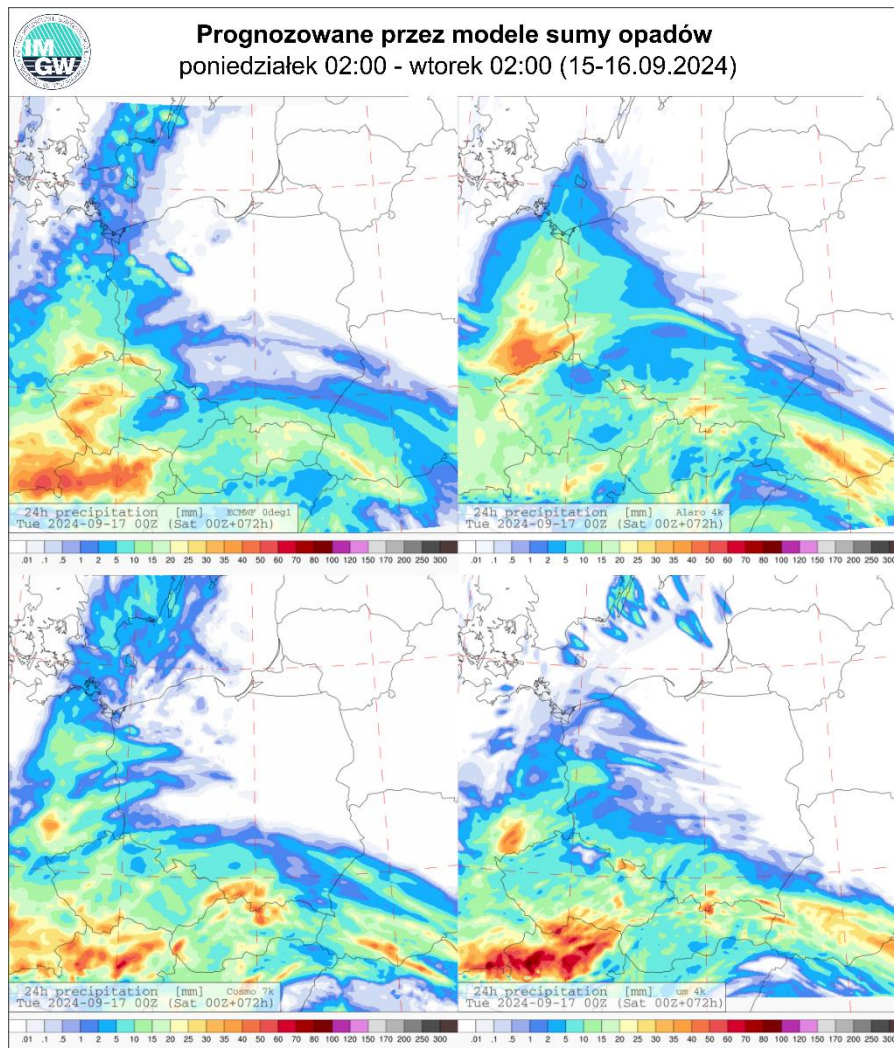 IM
GW
Prognozowane przez modele sumy opadów
poniedziałek 02:00 - wtorek 02:00 (15-16.09.2024)
24h precipitation [mm] ECMWF 0deg1
Tue 2024-09-17 00Z (Sat 00Z+072h)
24h precipitation [mm] Alaro 4k
Tue 2024-09-17 00Z (Sat 00Z+072h)
.01 .1 .5 1 2 5 10 15 20 25 30 35 40 50 60 70 80 100 120 150 170 200 250 300
.01 .1 .5 1 2 5 10 15 20 25 30 35 40 50 60 70 80 100 120 150 170 200 250 300
24h precipitation [mm] Cosmo 7k
Tue 2024-09-17 00Z (Sat 00Z+072h)
24h precipitation [mm] um 4k
Tue 2024-09-17 00Z (Sat 00Z+072h)
.01 .1 .5 1 2 5 10 15 20 25 30 35 40 50 60 70 80 100 120 150 170 200 250 300
.01 .1 .5 1 2 5 10 15 20 25 30 35 40 50 60 70 80 100 120 150 170 200 250 300